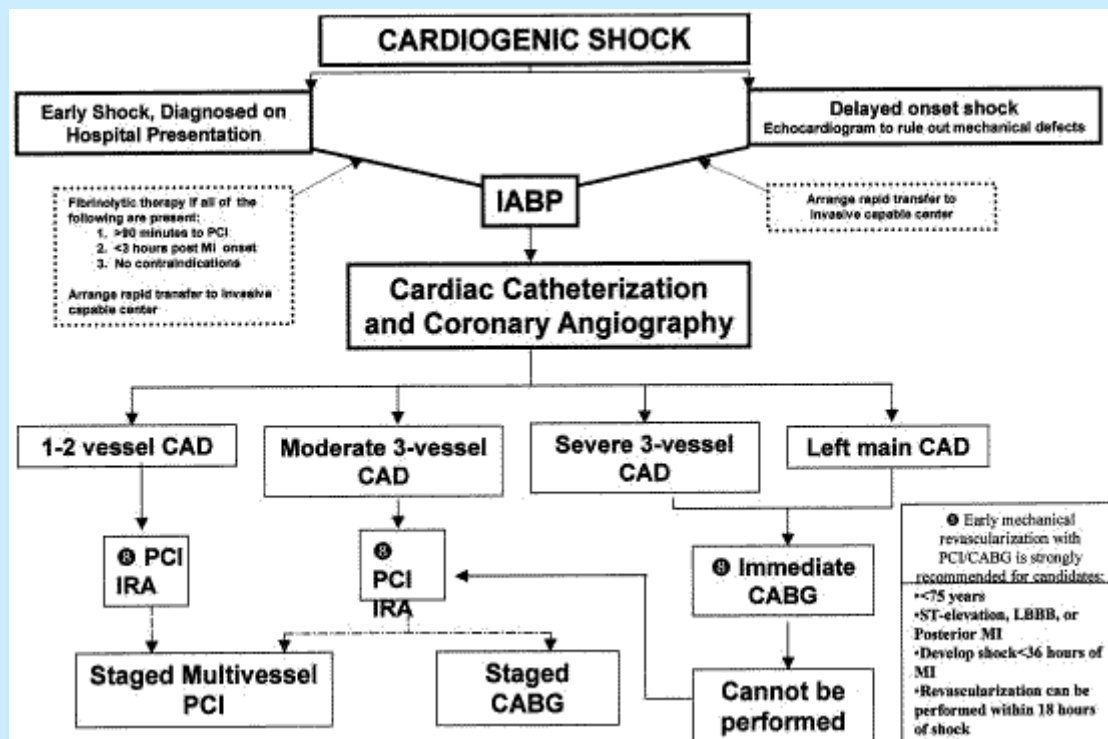 CARDIOGENIC SHOCK
Early Shock, Diagnosed on
Hospital Presentation
Delayed onset shock
Echocardiogram to rule out mechanical defects
Fibrinolytic therapy if all of the
following are present:
1. >90 minutes to PCI
2. <3 hours post MI onset
3. No contraindications
Arrange rapid transfer to invasive
capable center
IABP
Arrange rapid transfer to
invasive capable center
Cardiac Catheterization
and Coronary Angiography
1-2 vessel CAD
Moderate 3-vessel
CAD
Severe 3-vessel
CAD
Left main CAD
❽ PCI
IRA
❽
PCI
IRA
❽ Immediate
CABG
❽ Early mechanical
revascularization with
PCI/CABG is strongly
recommended for candidates:
•<75 years
•ST-elevation, LBBB, or
Posterior MI
•Develop shock<36 hours of
MI
•Revascularization can be
performed within 18 hours
of shock
Staged Multivessel
PCI
Staged
CABG
Cannot be
performed